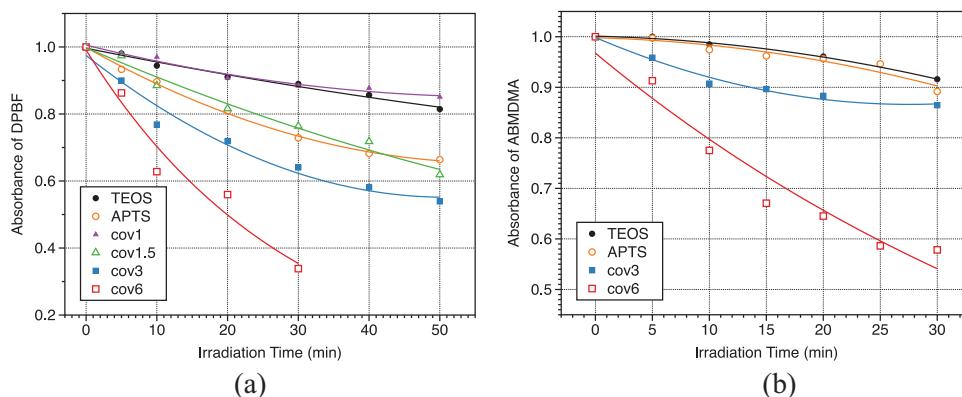 Absorbance of DPBF
1.0
0.8
0.6
0.4
0.2
TEOS
APTS
cov1
cov1.5
cov3
cov6
0 10 20 30 40 50
Irradiation Time (min)
(a)
Absorbance of ABMDMA
1.0
0.9
0.8
0.7
0.6
0.5
TEOS
APTS
cov3
cov6
0 5 10 15 20 25 30
Irradiation Time (min)
(b)